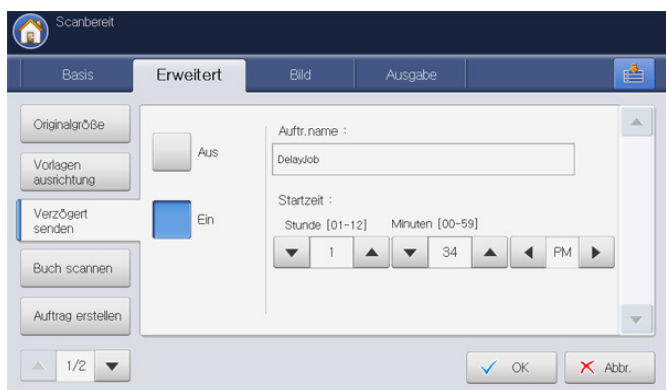 Scanbereit
Basis
Erweitert
Bild
Ausgabe
Originalgröße
Vorlagen
ausrichtung
Verzögert
senden
Buch scannen
Auftrag erstellen
1/2
Aus
Ein
Auftr.name :
DelayJob
Startzeit :
Stunde [01-12] Minuten [00-59]
1 34 PM
OK Abbr.